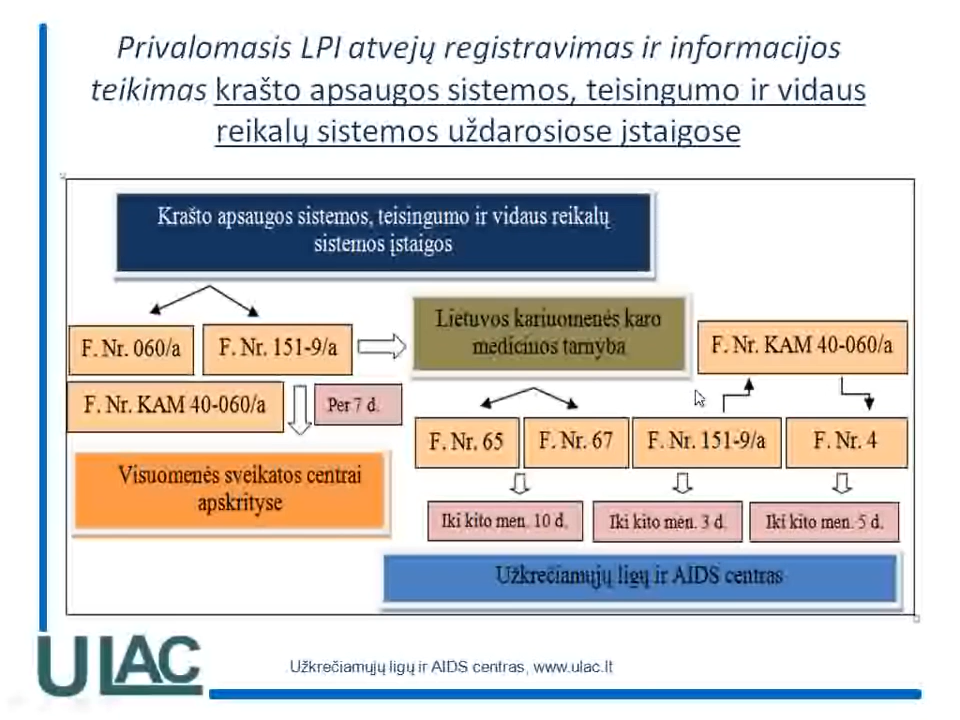 Privalomasis LPI atvejų registravimas ir informacijos
teikimas krašto apsaugos sistemos, teisingumo ir vidaus
reikalų sistemos uždarosiose įstaigose
Krašto apsaugos sistemos, teisingumo ir vidaus reikalų
sistemos įstaigos
F. Nr. 060/a
F. Nr. 151-9/a
Lietuvos kariuomenės karo
medicinos tarnyba
F. Nr. KAM 40-060/a
F. Nr. KAM 40-060/a
Per 7 d.
F. Nr. 65
F. Nr. 67
F. Nr. 151-9/a
F. Nr. 4
Visuomenės sveikatos centrai
apskrityse
Iki kito mėn. 10 d.
Iki kito mėn. 3 d.
Iki kito mėn. 5 d.
Užkrečiamųjų ligų ir AIDS centras
ULAC
Užkrečiamųjų ligų ir AIDS centras, www.ulac.lt